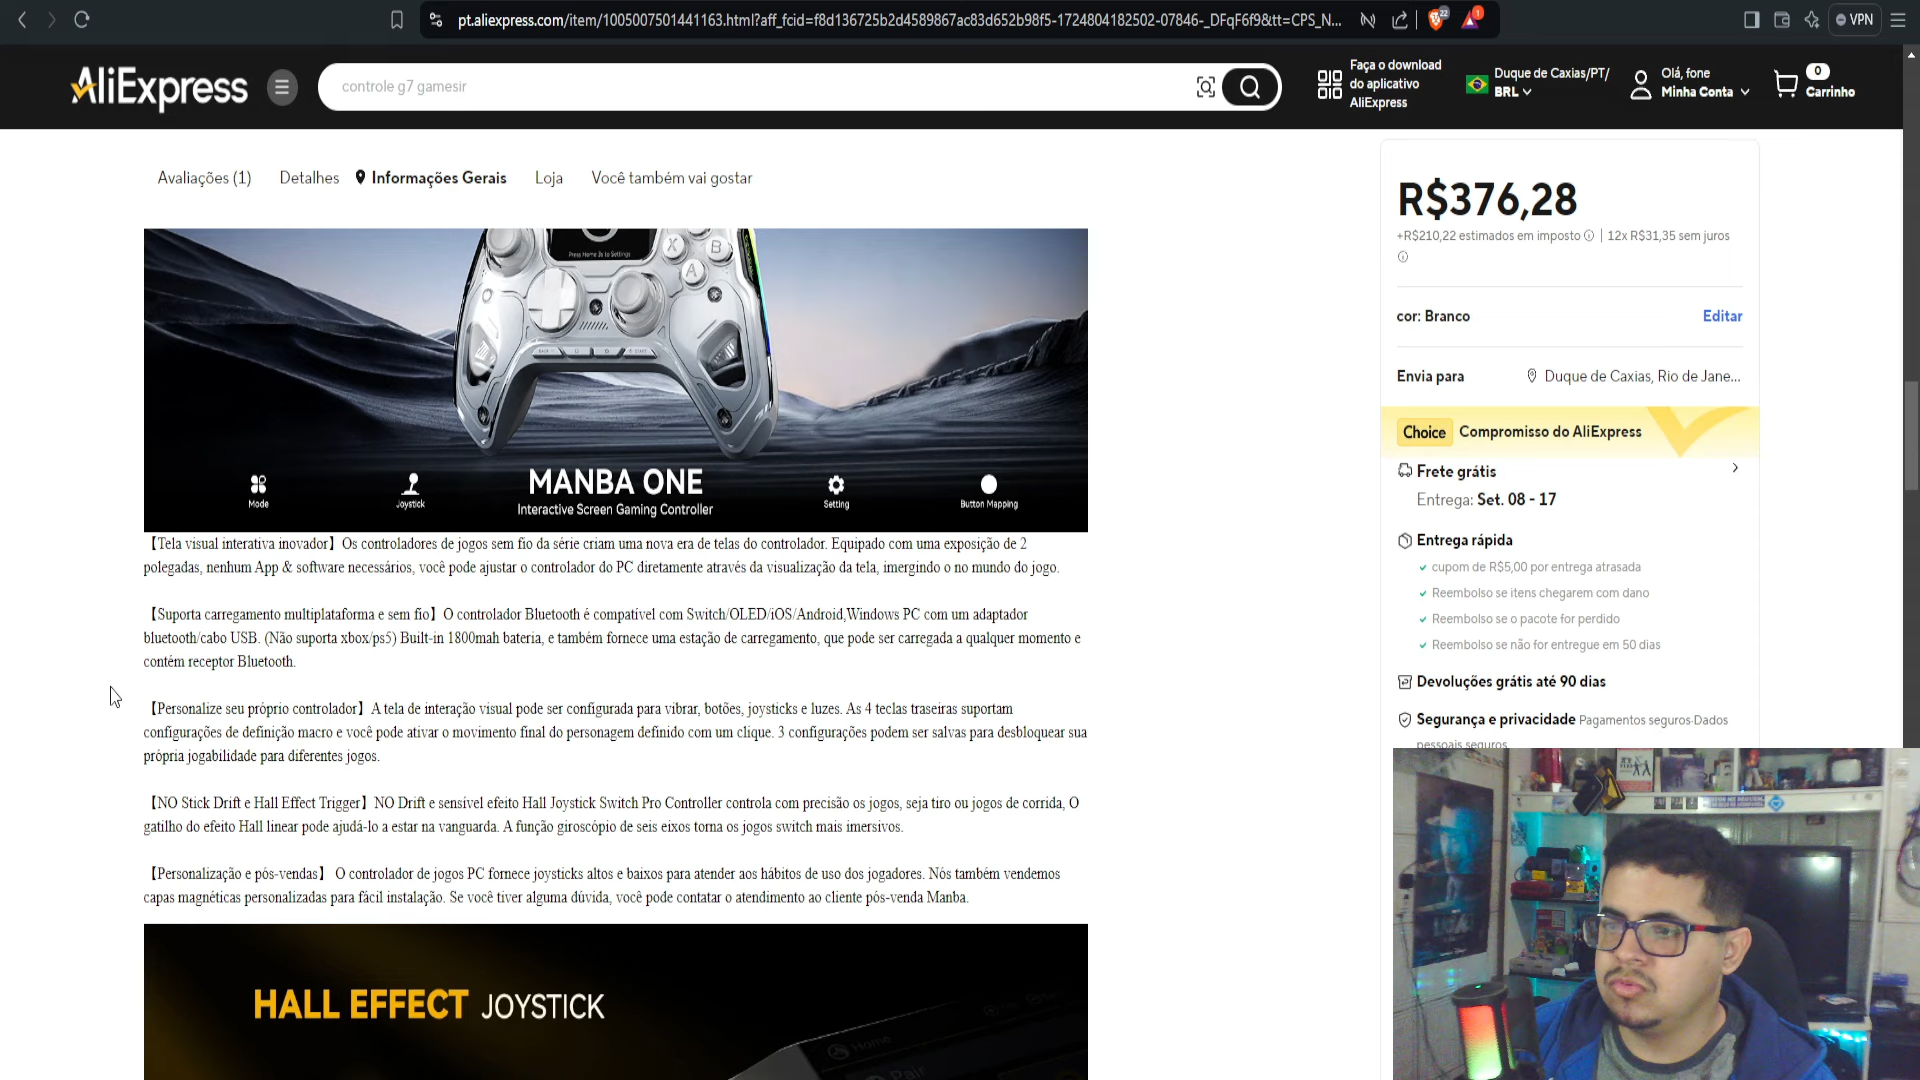 pt.aliexpress.com/item/1005007501441163.html?aff_fcid=f8d136725b2d4589867ac83d652b98f5-1724804182502-07846-_DFqF6f9&tt=CPS_N...
22
1
VPN
AliExpress
controle g7 gamesir
Faça o download
do aplicativo
AliExpress
Duque de Caxias/PT/
BRL
Olá, fone
Minha Conta
0
Carrinho
Avaliações (1)
Detalhes
Informações Gerais
Loja
Você também vai gostar
Press Home Is to Settings
X
B
A
BACK
START
Mode
Joystick
MANBA ONE
Interactive Screen Gaming Controller
Setting
Button Mapping
【Tela visual interativa inovador】Os controladores de jogos sem fio da série criam uma nova era de telas do controlador. Equipado com uma exposição de 2
polegadas, nenhum App & software necessários, você pode ajustar o controlador do PC diretamente através da visualização da tela, imergindo o no mundo do jogo.
【Suporta carregamento multiplataforma e sem fio】O controlador Bluetooth é compatível com Switch/OLED/iOS/Android,Windows PC com um adaptador
bluetooth/cabo USB. (Não suporta xbox/ps5) Built-in 1800mah bateria, e também fornece uma estação de carregamento, que pode ser carregada a qualquer momento e
contém receptor Bluetooth.
【Personalize seu próprio controlador】A tela de interação visual pode ser configurada para vibrar, botões, joysticks e luzes. As 4 teclas traseiras suportam
configurações de definição macro e você pode ativar o movimento final do personagem definido com um clique. 3 configurações podem ser salvas para desbloquear sua
própria jogabilidade para diferentes jogos.
【NO Stick Drift e Hall Effect Trigger】NO Drift e sensível efeito Hall Joystick Switch Pro Controller controla com precisão os jogos, seja tiro ou jogos de corrida, O
gatilho do efeito Hall linear pode ajudá-lo a estar na vanguarda. A função giroscópio de seis eixos torna os jogos switch mais imersivos.
【Personalização e pós-vendas】 O controlador de jogos PC fornece joysticks altos e baixos para atender aos hábitos de uso dos jogadores. Nós também vendemos
capas magnéticas personalizadas para fácil instalação. Se você tiver alguma dúvida, você pode contatar o atendimento ao cliente pós-venda Manba.
HALL EFFECT JOYSTICK
Home
Pair
R$376,28
+R$210,22 estimados em imposto | 12x R$31,35 sem juros
cor: Branco
Editar
Envia para
Duque de Caxias, Rio de Jane...
Choice Compromisso do AliExpress
Frete grátis
Entrega: Set. 08 - 17
Entrega rápida
cupom de R$5,00 por entrega atrasada
Reembolso se itens chegarem com dano
Reembolso se o pacote for perdido
Reembolso se não for entregue em 50 dias
Devoluções grátis até 90 dias
Segurança e privacidade Pagamentos seguros·Dados
pessoais seguros